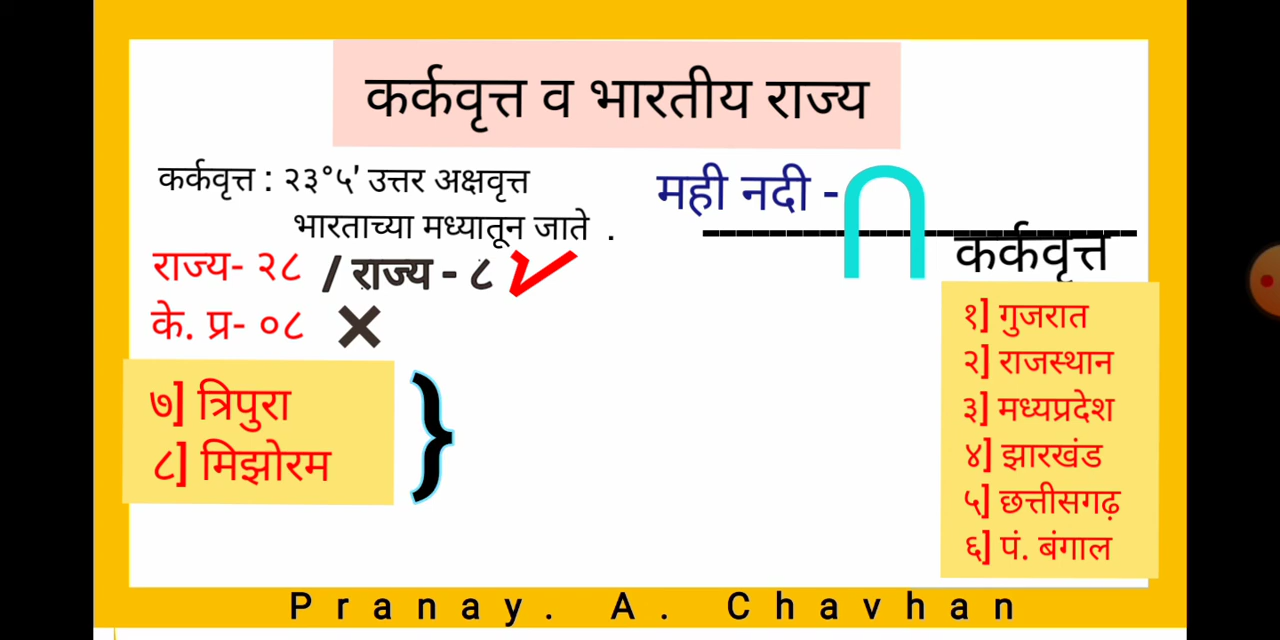 कर्कवृत्त व भारतीय राज्य
कर्कवृत्त : २३°५' उत्तर अक्षवृत्त
भारताच्या मध्यातून जाते .
राज्य- २८ / राज्य - ८
के. प्र- ०८
७] त्रिपुरा
८] मिझोरम
मही नदी -
कर्कवृत्त
१] गुजरात
२] राजस्थान
३] मध्यप्रदेश
४] झारखंड
५] छत्तीसगढ़
६] पं. बंगाल
Pranay. A. Chavhan